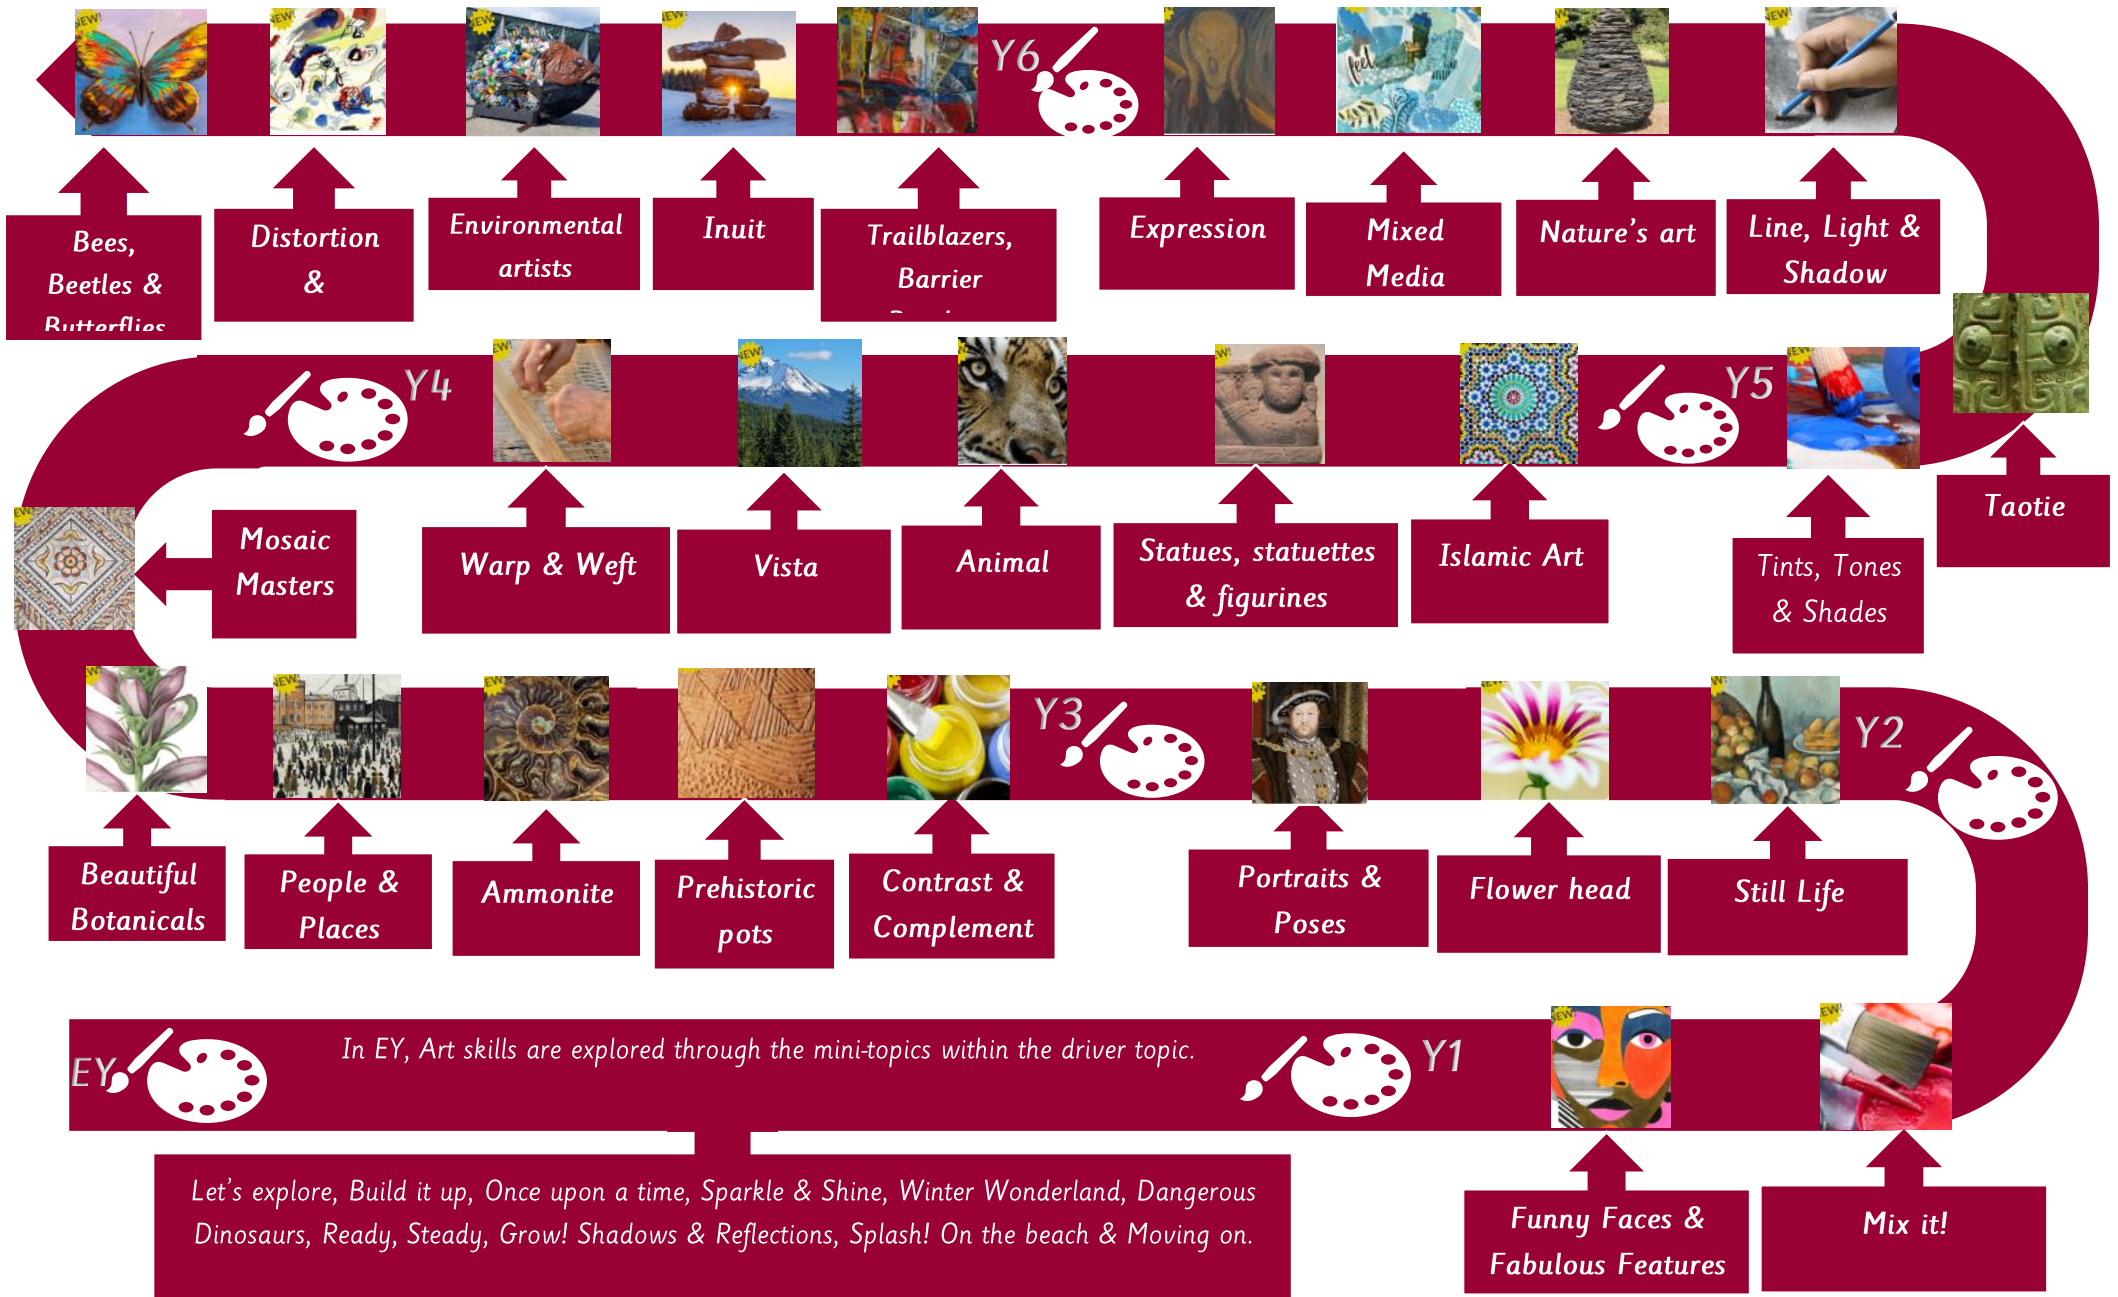 Y6
Bees,
Beetles &
Butterflies
Distortion
&
Environmental
artists
Inuit
Trailblazers,
Barrier
Expression
Mixed
Media
Nature's art
Line, Light &
Shadow
feel
NEW!
Y4
Y5
Mosaic
Masters
Warp & Weft
Vista
Animal
Statues, statuettes
& figurines
Islamic Art
Tints, Tones
& Shades
Taotie
Y3
Y2
Beautiful
Botanicals
People &
Places
Ammonite
Prehistoric
pots
Contrast &
Complement
Portraits &
Poses
Flower head
Still Life
EY
In EY, Art skills are explored through the mini-topics within the driver topic.
Y1
Let's explore, Build it up, Once upon a time, Sparkle & Shine, Winter Wonderland, Dangerous
Dinosaurs, Ready, Steady, Grow! Shadows & Reflections, Splash! On the beach & Moving on.
Funny Faces &
Fabulous Features
Mix it!